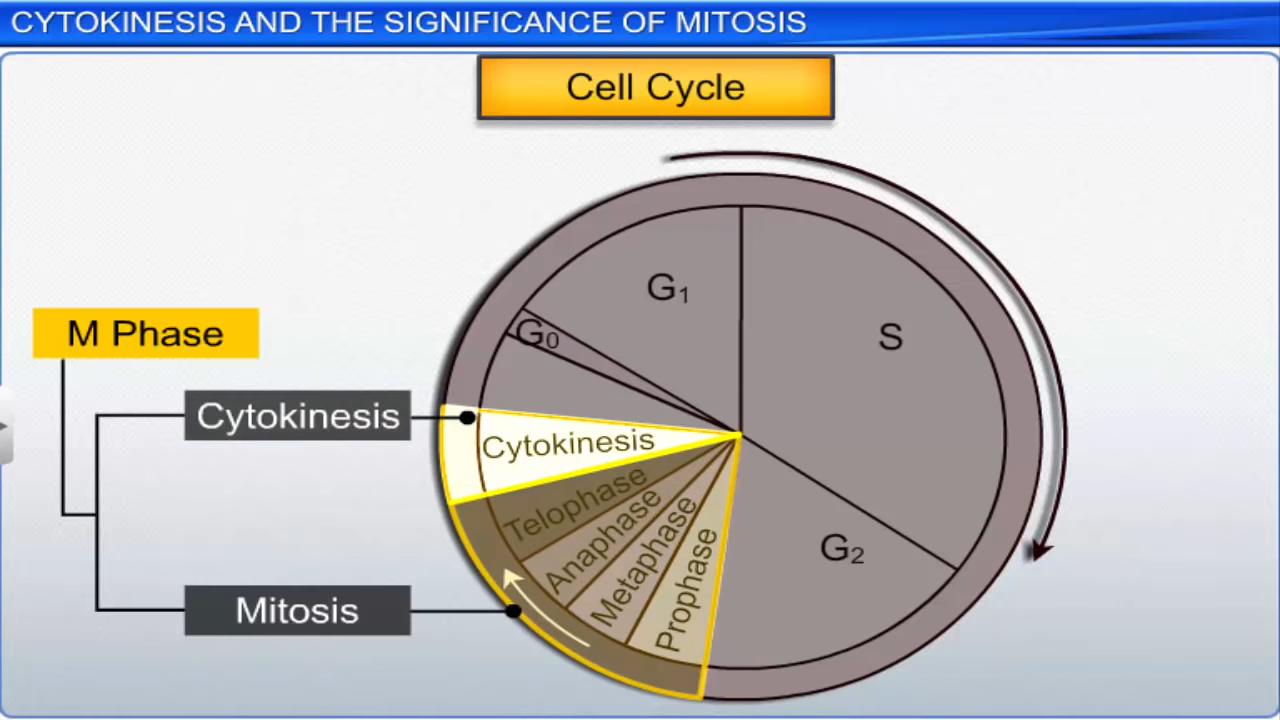 CYTOKINESIS AND THE SIGNIFICANCE OF MITOSIS
Cell Cycle
G₁
S
G₀
M Phase
Cytokinesis
Cytokinesis
Telophase
Anaphase
Metaphase
Prophase
G₂
Mitosis